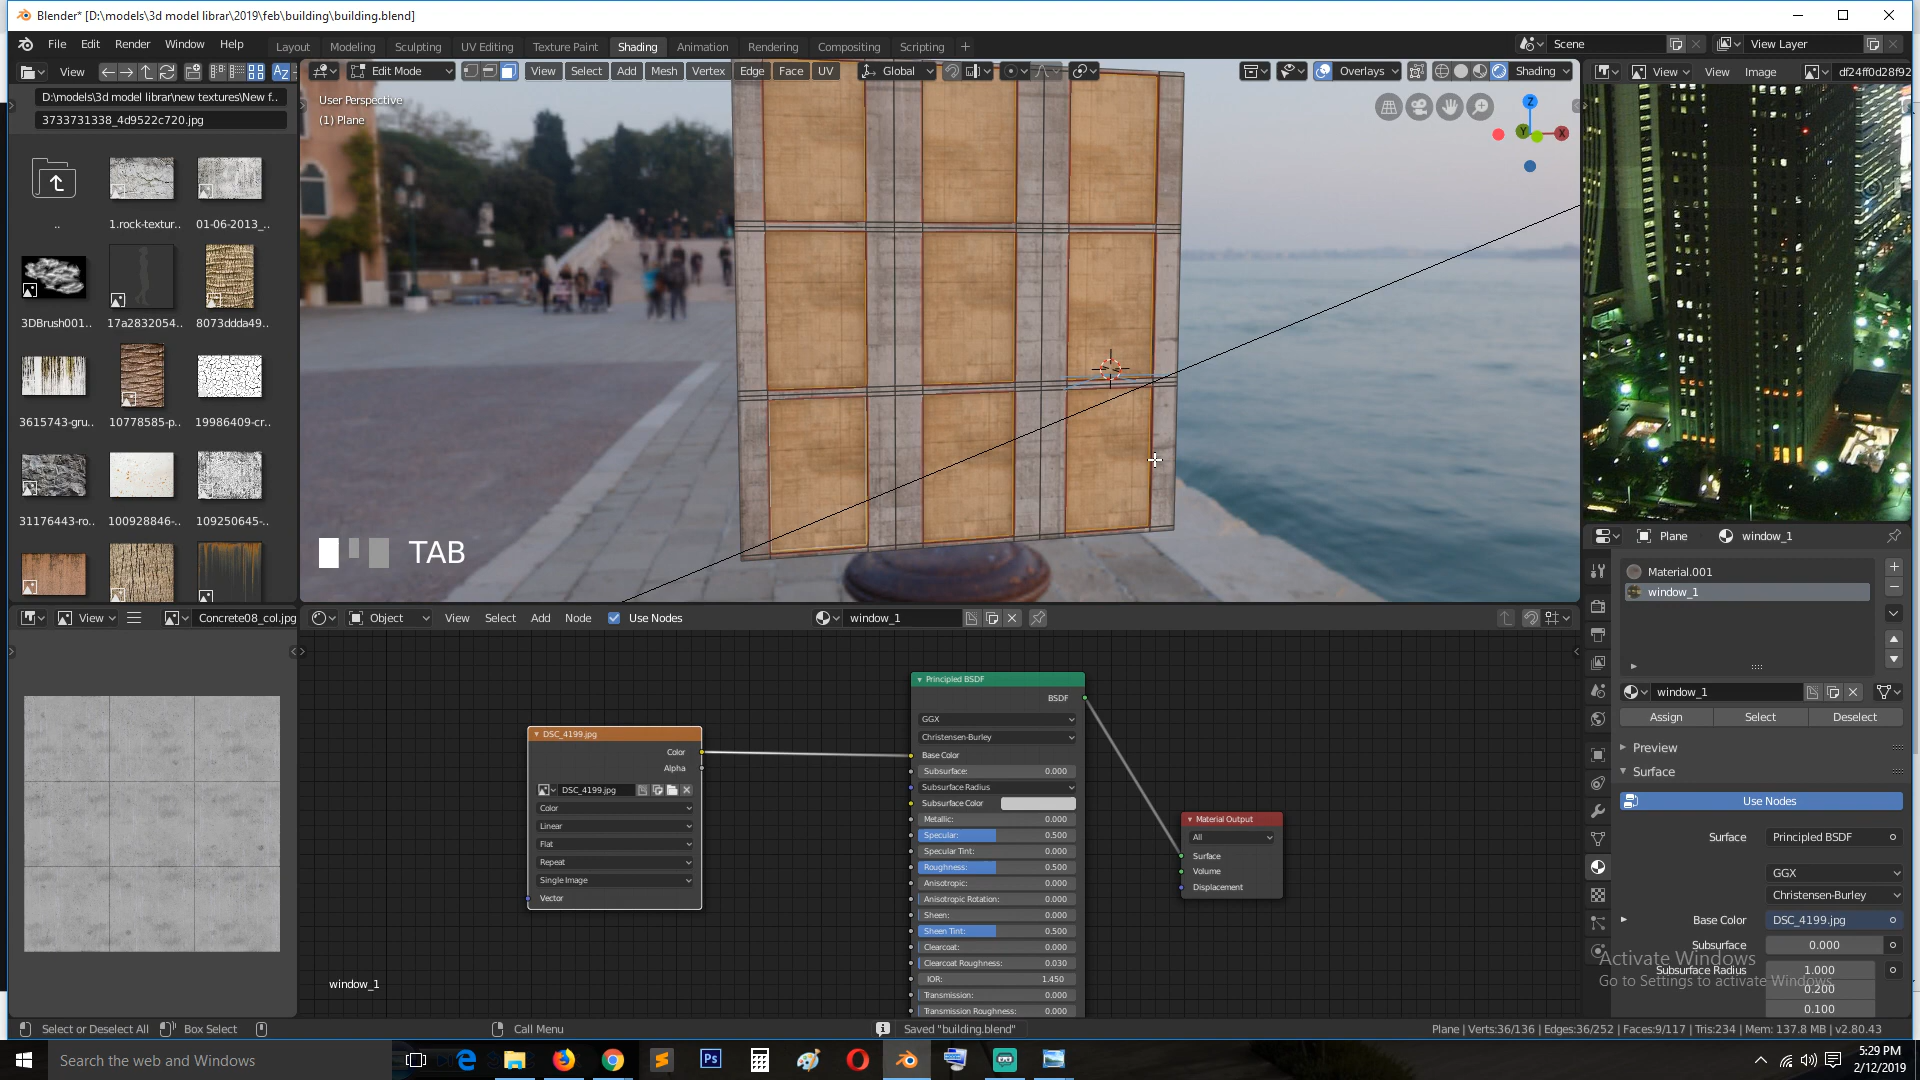 Blender* [D:\models\3d model librar\2019\feb\building\building.blend]
File Edit Render Window Help
Layout Modeling Sculpting UV Editing Texture Paint Shading Animation Rendering Compositing Scripting +
Scene
View Layer
View
D:\models\3d model librar\new textures\New f..
3733731338_4d9522c720.jpg
..
1.rock-textur..
01-06-2013_..
3DBrush001..
17a2832054..
8073ddda49..
3615743-gru..
10778585-p..
19986409-cr..
31176443-ro..
100928846-..
109250645-..
Edit Mode
View Select Add Mesh Vertex Edge Face UV
Global
Overlays
Shading
User Perspective
(1) Plane
Z
Y
X
TAB
View View Image
df24ff0d28f92
View
Concrete08_col.jpg
Object View Select Add Node Use Nodes
window_1
DSC_4199.jpg
Color
Alpha
DSC_4199.jpg
Color
Linear
Flat
Repeat
Single Image
Vector
Principled BSDF
BSDF
GGX
Christensen-Burley
Base Color
Subsurface: 0.000
Subsurface Radius
Subsurface Color
Metallic: 0.000
Specular: 0.500
Specular Tint: 0.000
Roughness: 0.500
Anisotropic: 0.000
Anisotropic Rotation: 0.000
Sheen: 0.000
Sheen Tint: 0.500
Clearcoat: 0.000
Clearcoat Roughness: 0.030
IOR: 1.450
Transmission: 0.000
Transmission Roughness: 0.000
Material Output
All
Surface
Volume
Displacement
window_1
Plane window_1
Material.001
window_1
window_1
Assign Select Deselect
Preview
Surface
Use Nodes
Surface Principled BSDF
GGX
Christensen-Burley
Base Color DSC_4199.jpg
Subsurface 0.000
Subsurface Radius 1.000
0.200
0.100
Activate Windows
Go to Settings to activate Windows.
Select or Deselect All Box Select
Call Menu
Saved "building.blend"
Plane | Verts:36/136 | Edges:36/252 | Faces:9/117 | Tris:234 | Mem: 137.8 MB | v2.80.43
Search the web and Windows
5:29 PM
2/12/2019